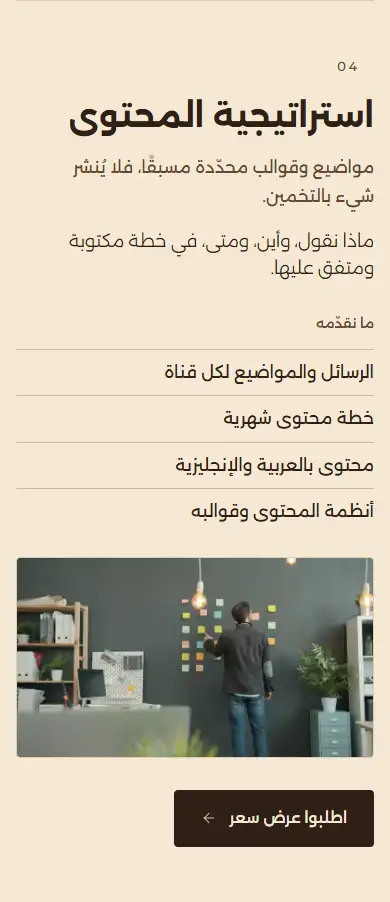 04
استراتيجية المحتوى
مواضيع وقوالب محدّدة مسبقًا، فلا يُنشر
شيء بالتخمين.
ماذا نقول، وأين، ومتى، في خطة مكتوبة
ومتفق عليها.
ما نقدّمه
الرسائل والمواضيع لكل قناة
خطة محتوى شهرية
محتوى بالعربية والإنجليزية
أنظمة المحتوى وقوالبه
اطلبوا عرض سعر ←